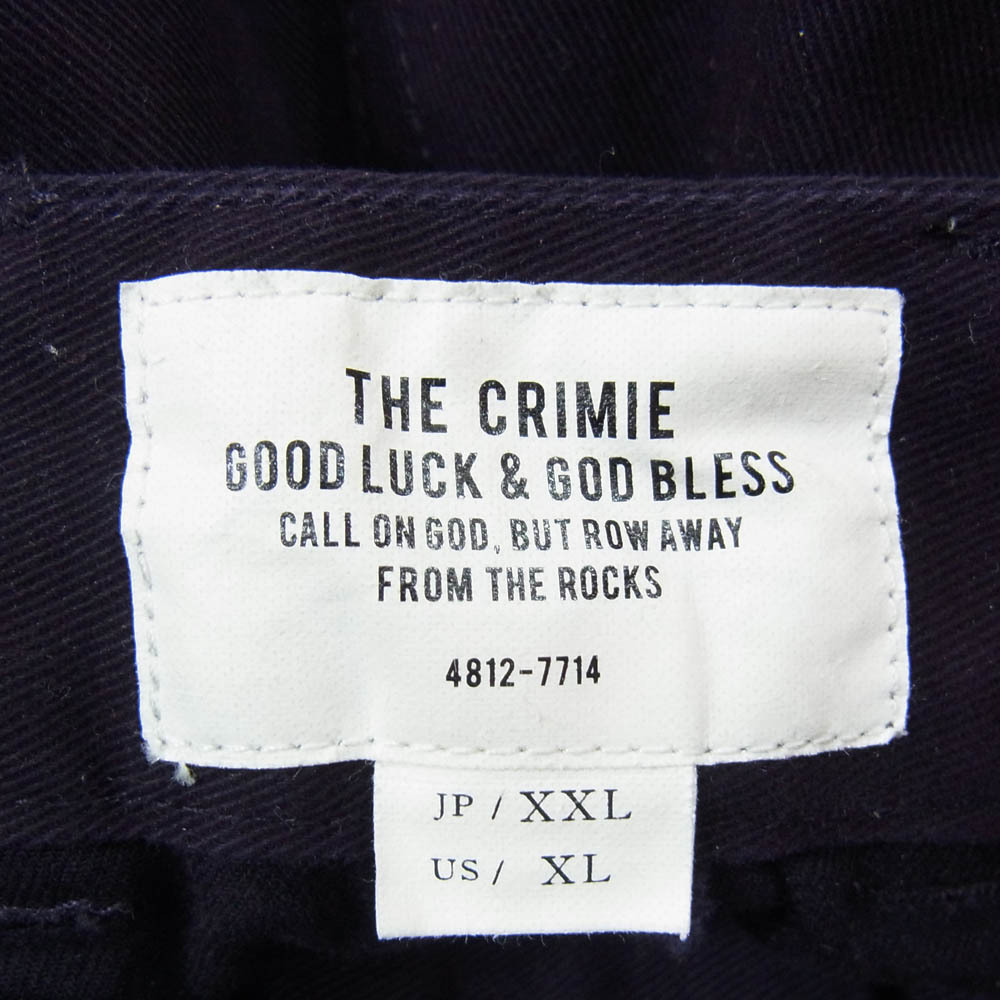 THE CRIMIE
GOOD LUCK & GOD BLESS
CALL ON GOD, BUT ROW AWAY
FROM THE ROCKS
4812-7714
JP / XXL
US / XL